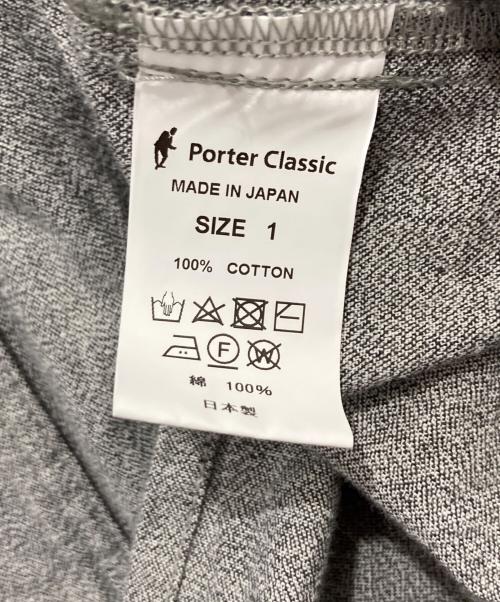 Porter Classic
MADE IN JAPAN
SIZE 1
100% COTTON
F
W
綿 100%
日本製